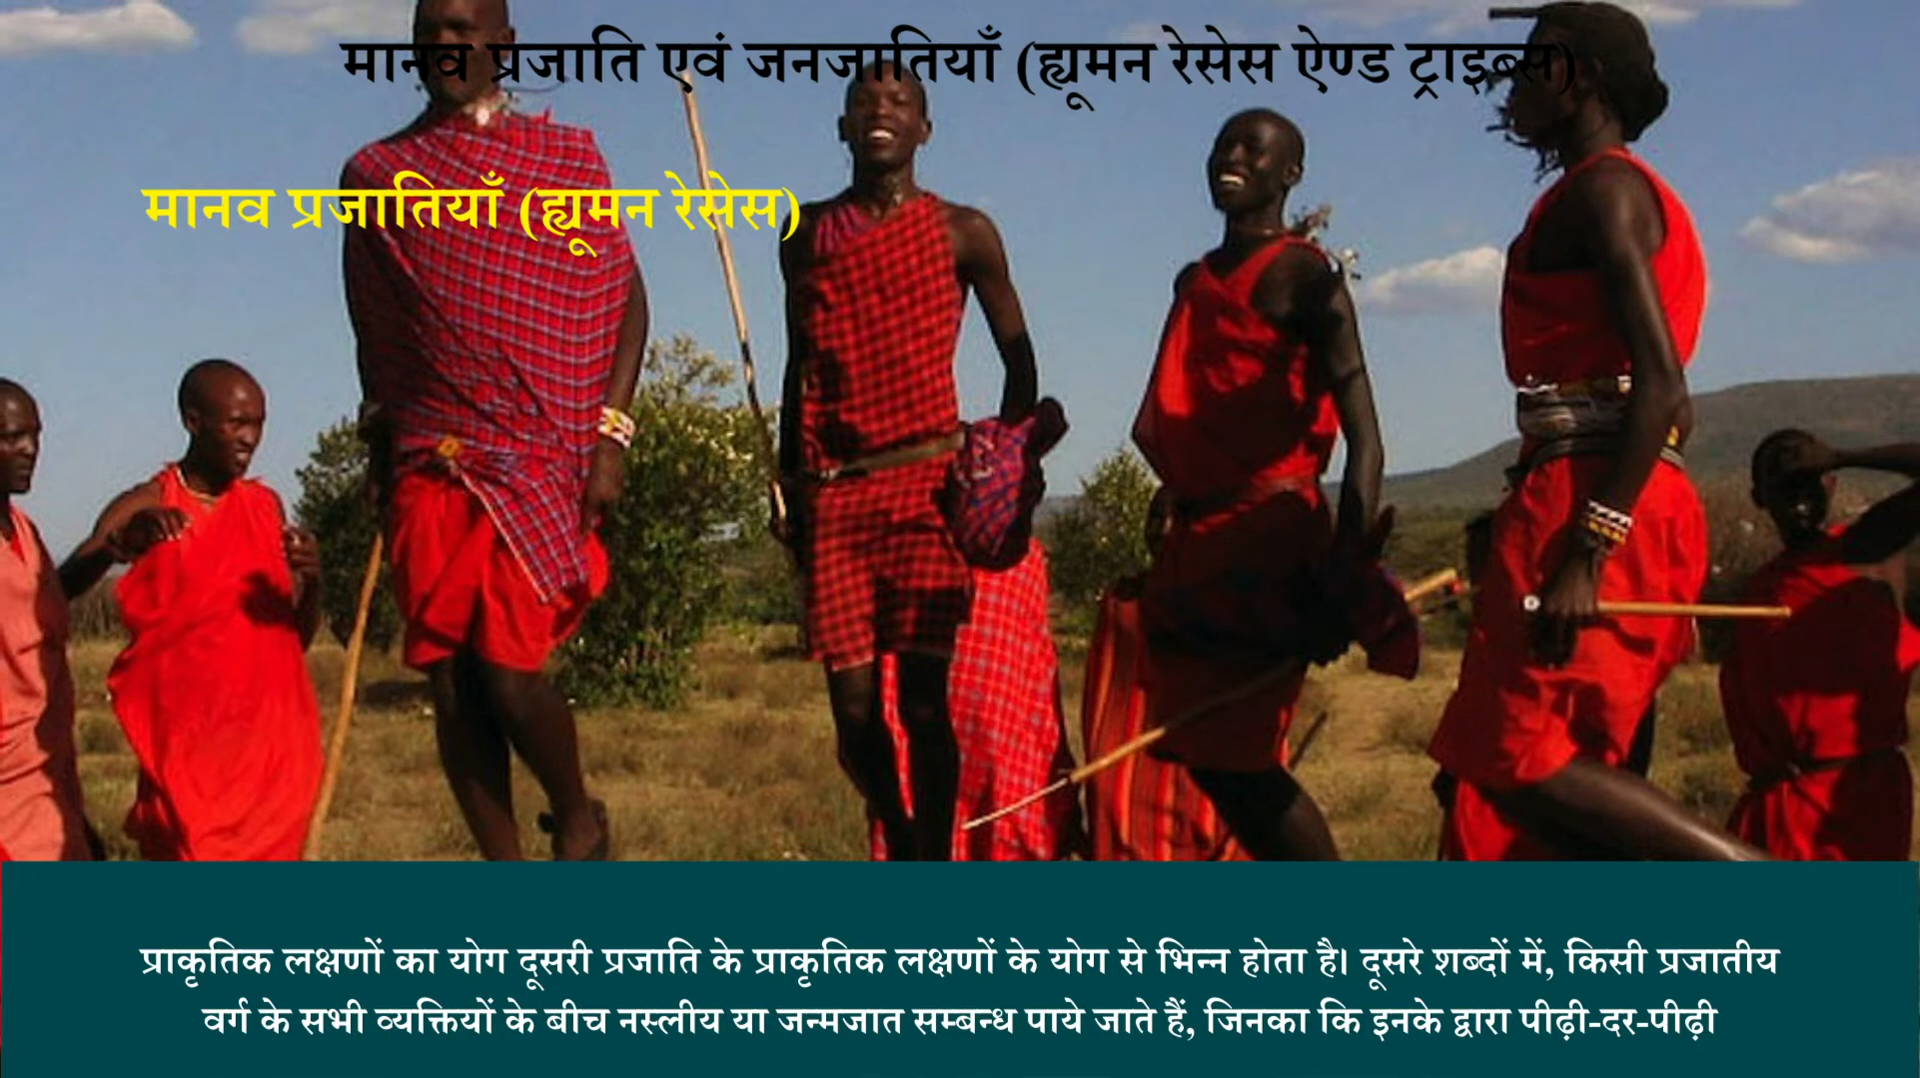 मानव प्रजाति एवं जनजातियाँ (ह्यूमन रेसेस ऐण्ड ट्राइब्स)
मानव प्रजातियाँ (ह्यूमन रेसेस)
प्राकृतिक लक्षणों का योग दूसरी प्रजाति के प्राकृतिक लक्षणों के योग से भिन्न होता है। दूसरे शब्दों में, किसी प्रजातीय
वर्ग के सभी व्यक्तियों के बीच नस्लीय या जन्मजात सम्बन्ध पाये जाते हैं, जिनका कि इनके द्वारा पीढ़ी-दर-पीढ़ी